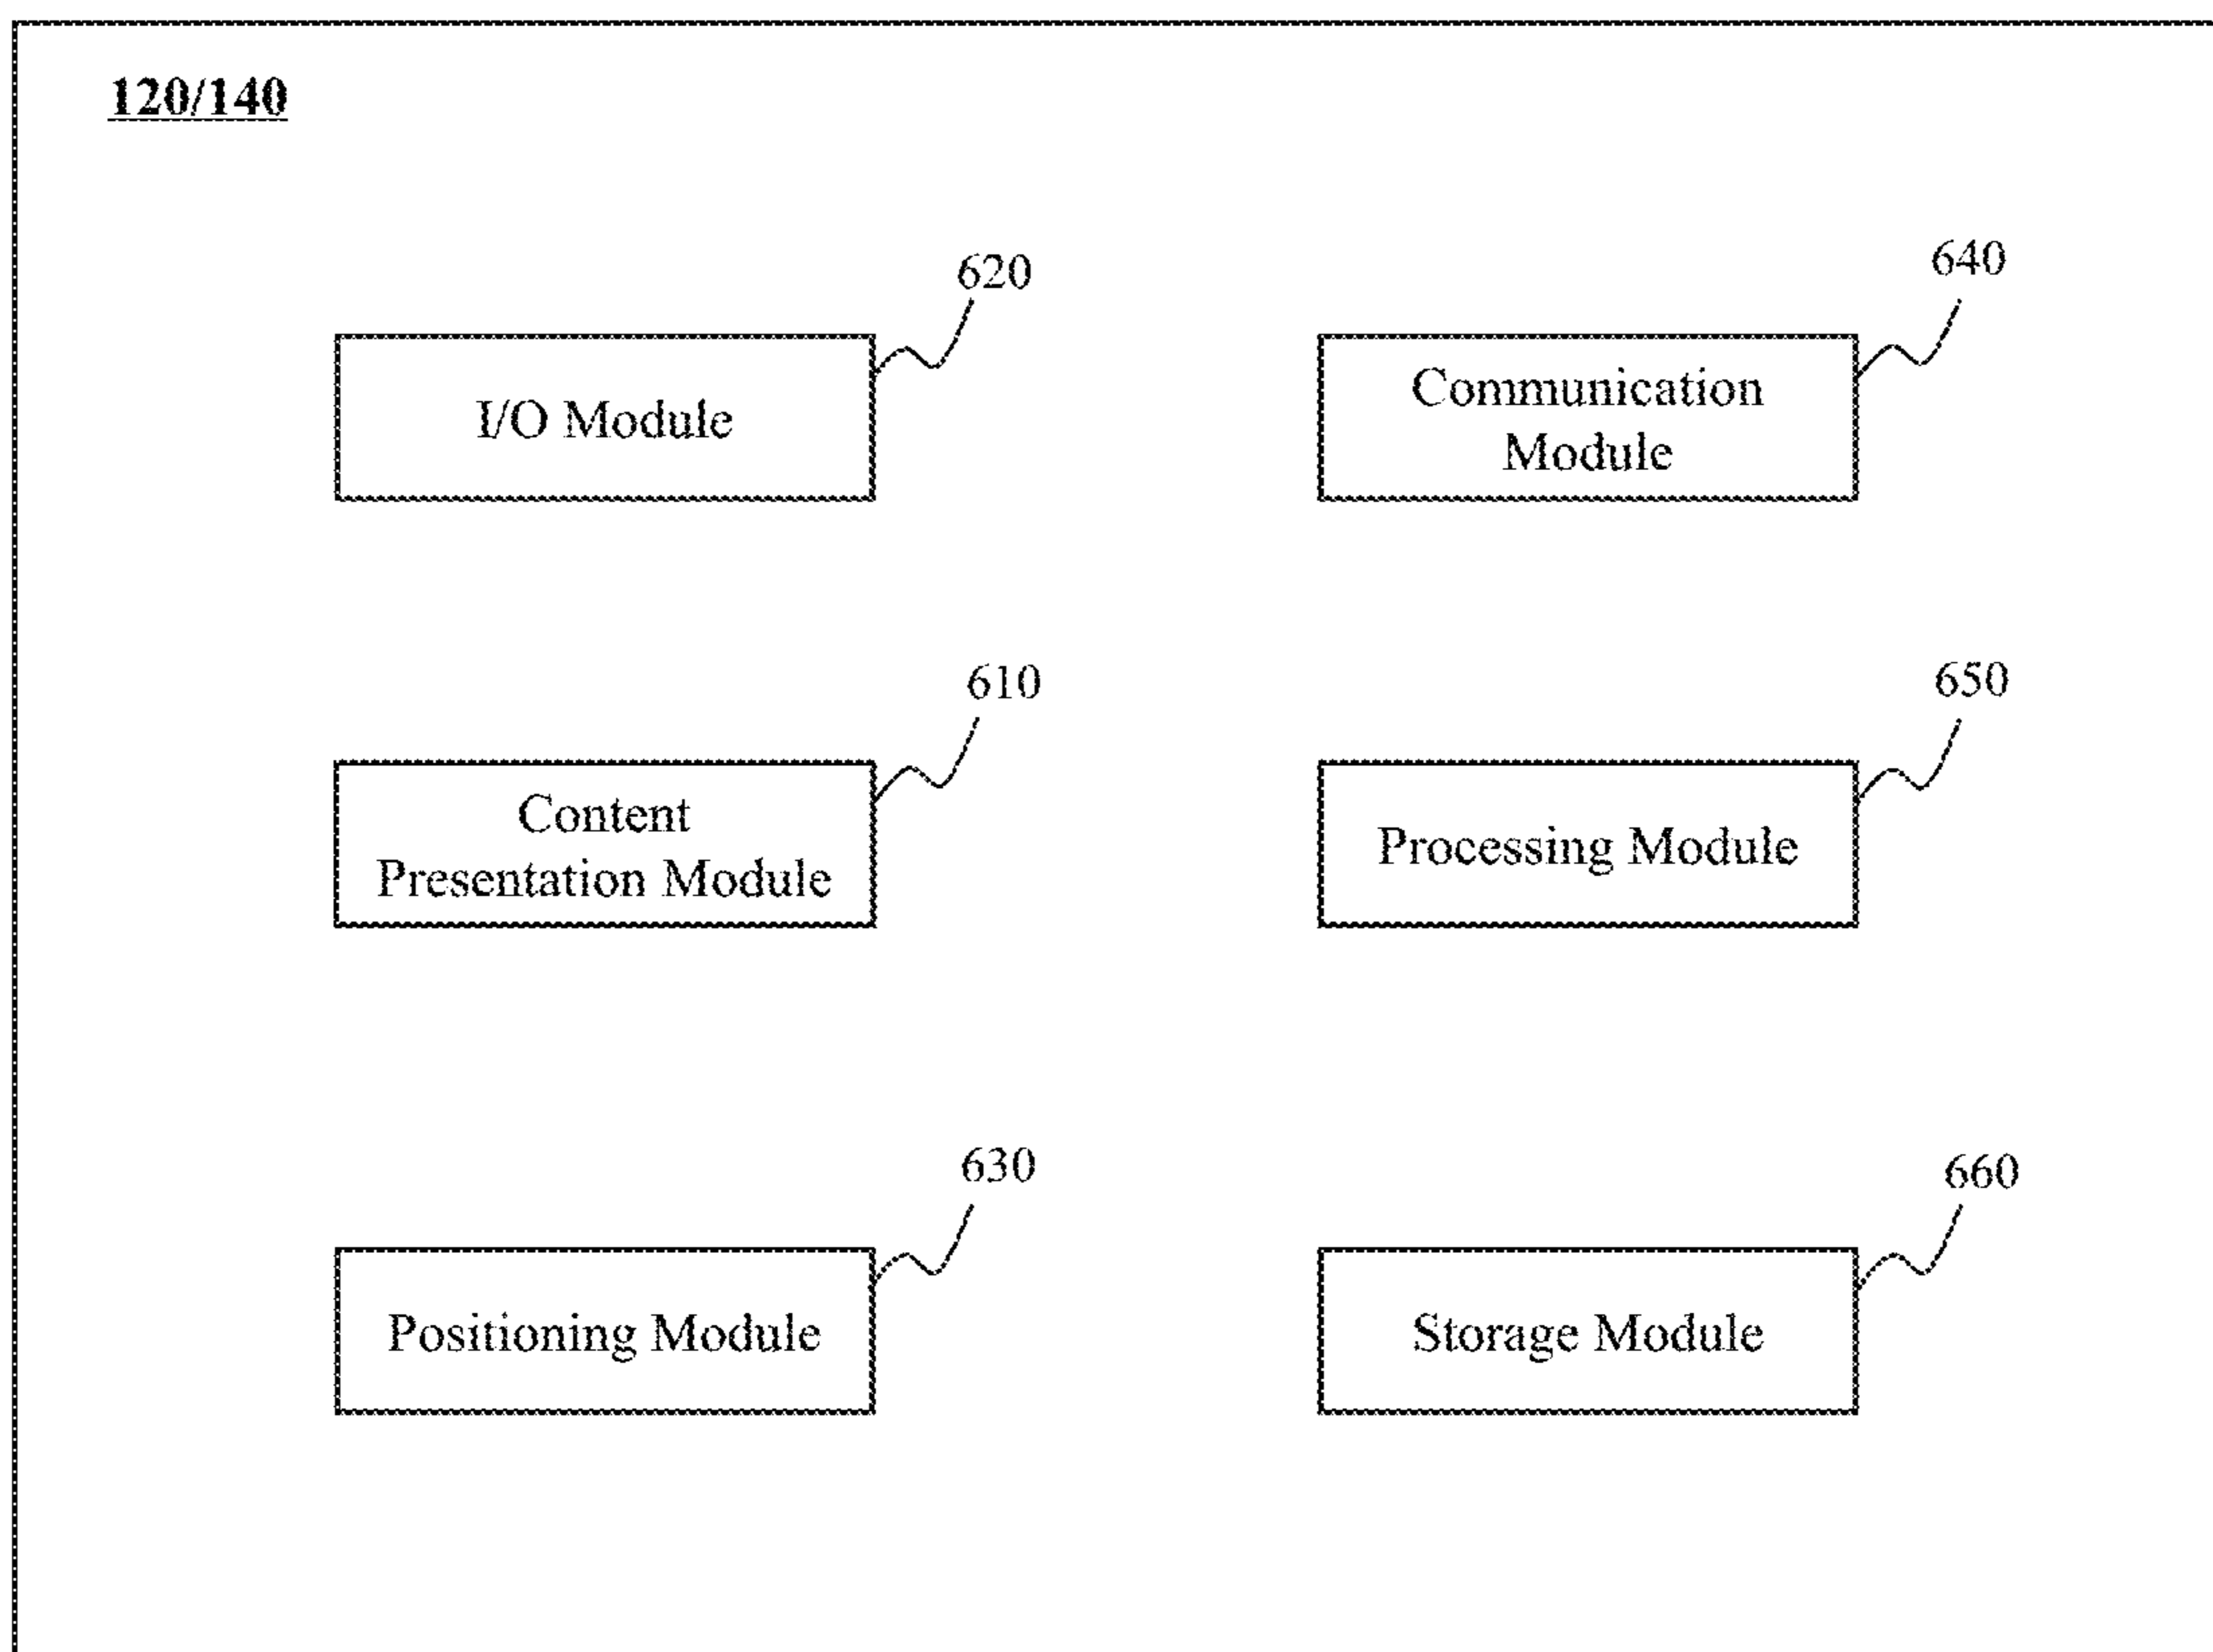 120/140
620
640
I/O Module
Communication
Module
610
650
Content
Presentation Module
Processing Module
630
660
Positioning Module
Storage Module